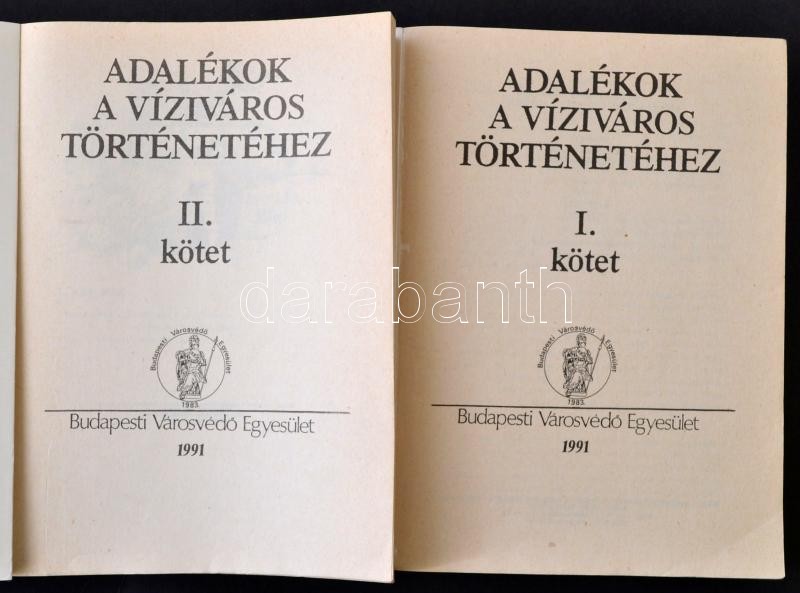 ADALÉKOK
A VÍZIVÁROS
TÖRTÉNETÉHEZ
II.
kötet
Budapesti Városvédő Egyesület
1983.
Budapesti Városvédő Egyesület
1991
ADALÉKOK
A VÍZIVÁROS
TÖRTÉNETÉHEZ
I.
kötet
Budapesti Városvédő Egyesület
1983.
Budapesti Városvédő Egyesület
1991
darabanth